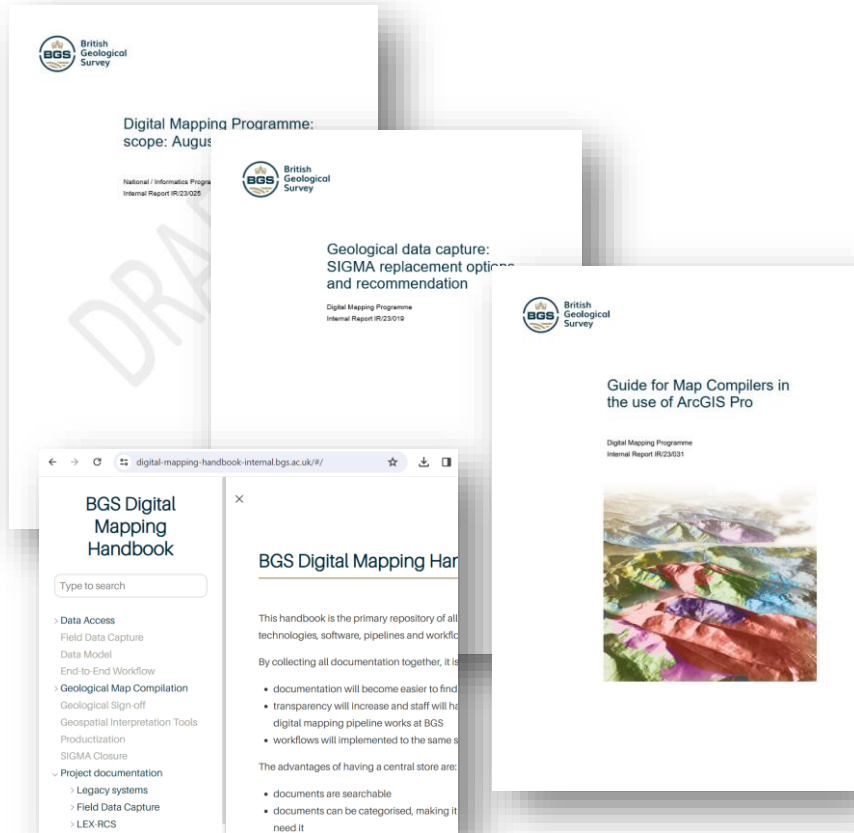 British
Geological
Survey
BGS
Digital Mapping Programme:
scope: Augus
National / Informatics Progra
Internal Report IR/23/025
DRA
British
Geological
Survey
BGS
Geological data capture:
SIGMA replacement options
and recommendation
Digital Mapping Programme
Internal Report IR/23/019
British
Geological
Survey
BGS
Guide for Map Compilers in
the use of ArcGIS Pro
Digital Mapping Programme
Internal Report IR/23/031
digital-mapping-handbook-internal.bgs.ac.uk/#/
BGS Digital
Mapping
Handbook
Type to search
Data Access
Field Data Capture
Data Model
End-to-End Workflow
Geological Map Compilation
Geological Sign-off
Geospatial Interpretation Tools
Productization
SIGMA Closure
Project documentation
Legacy systems
Field Data Capture
LEX-RCS
BGS Digital Mapping Har
This handbook is the primary repository of all
technologies, software, pipelines and workflo
By collecting all documentation together, it is
• documentation will become easier to find
• transparency will increase and staff will ha
digital mapping pipeline works at BGS
• workflows will implemented to the same s
The advantages of having a central store are:
• documents are searchable
• documents can be categorised, making it
need it